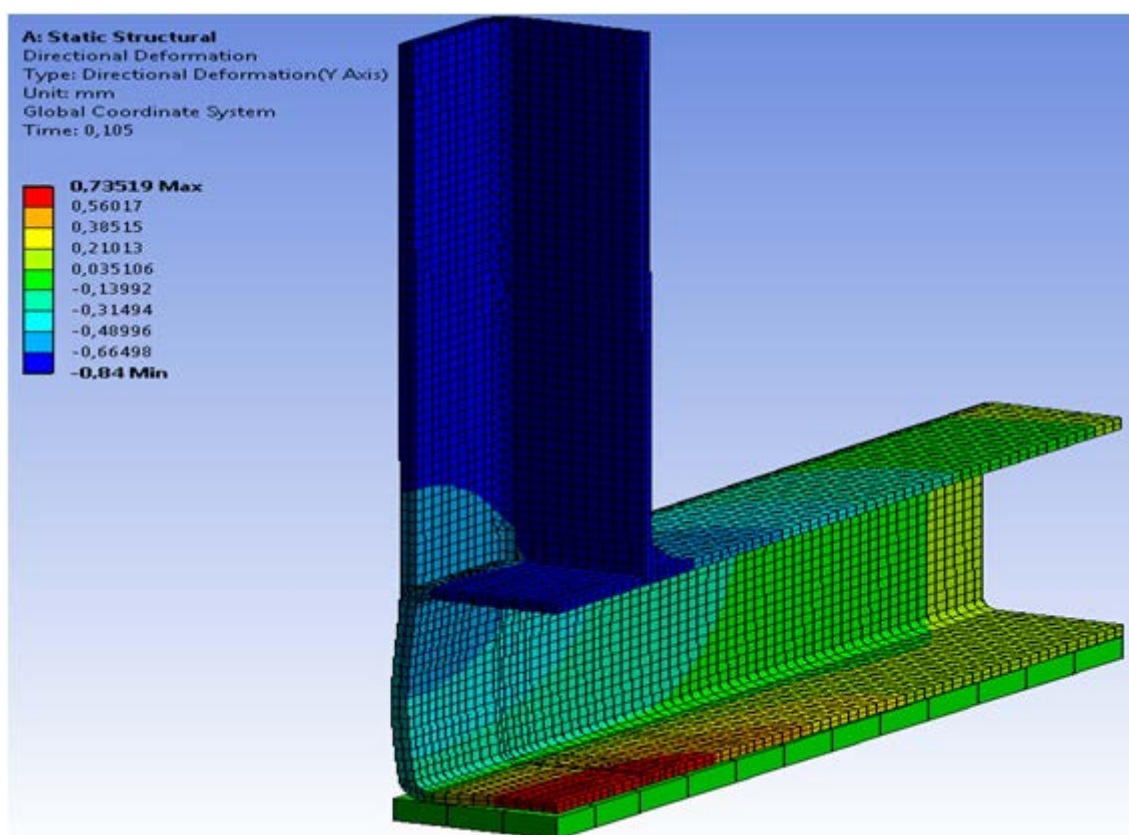 A: Static Structural
Directional Deformation
Type: Directional Deformation(Y Axis)
Unit: mm
Global Coordinate System
Time: 0,105
0,73519 Max
0,56017
0,38515
0,21013
0,035106
-0,13992
-0,31494
-0,48996
-0,66498
-0,84 Min